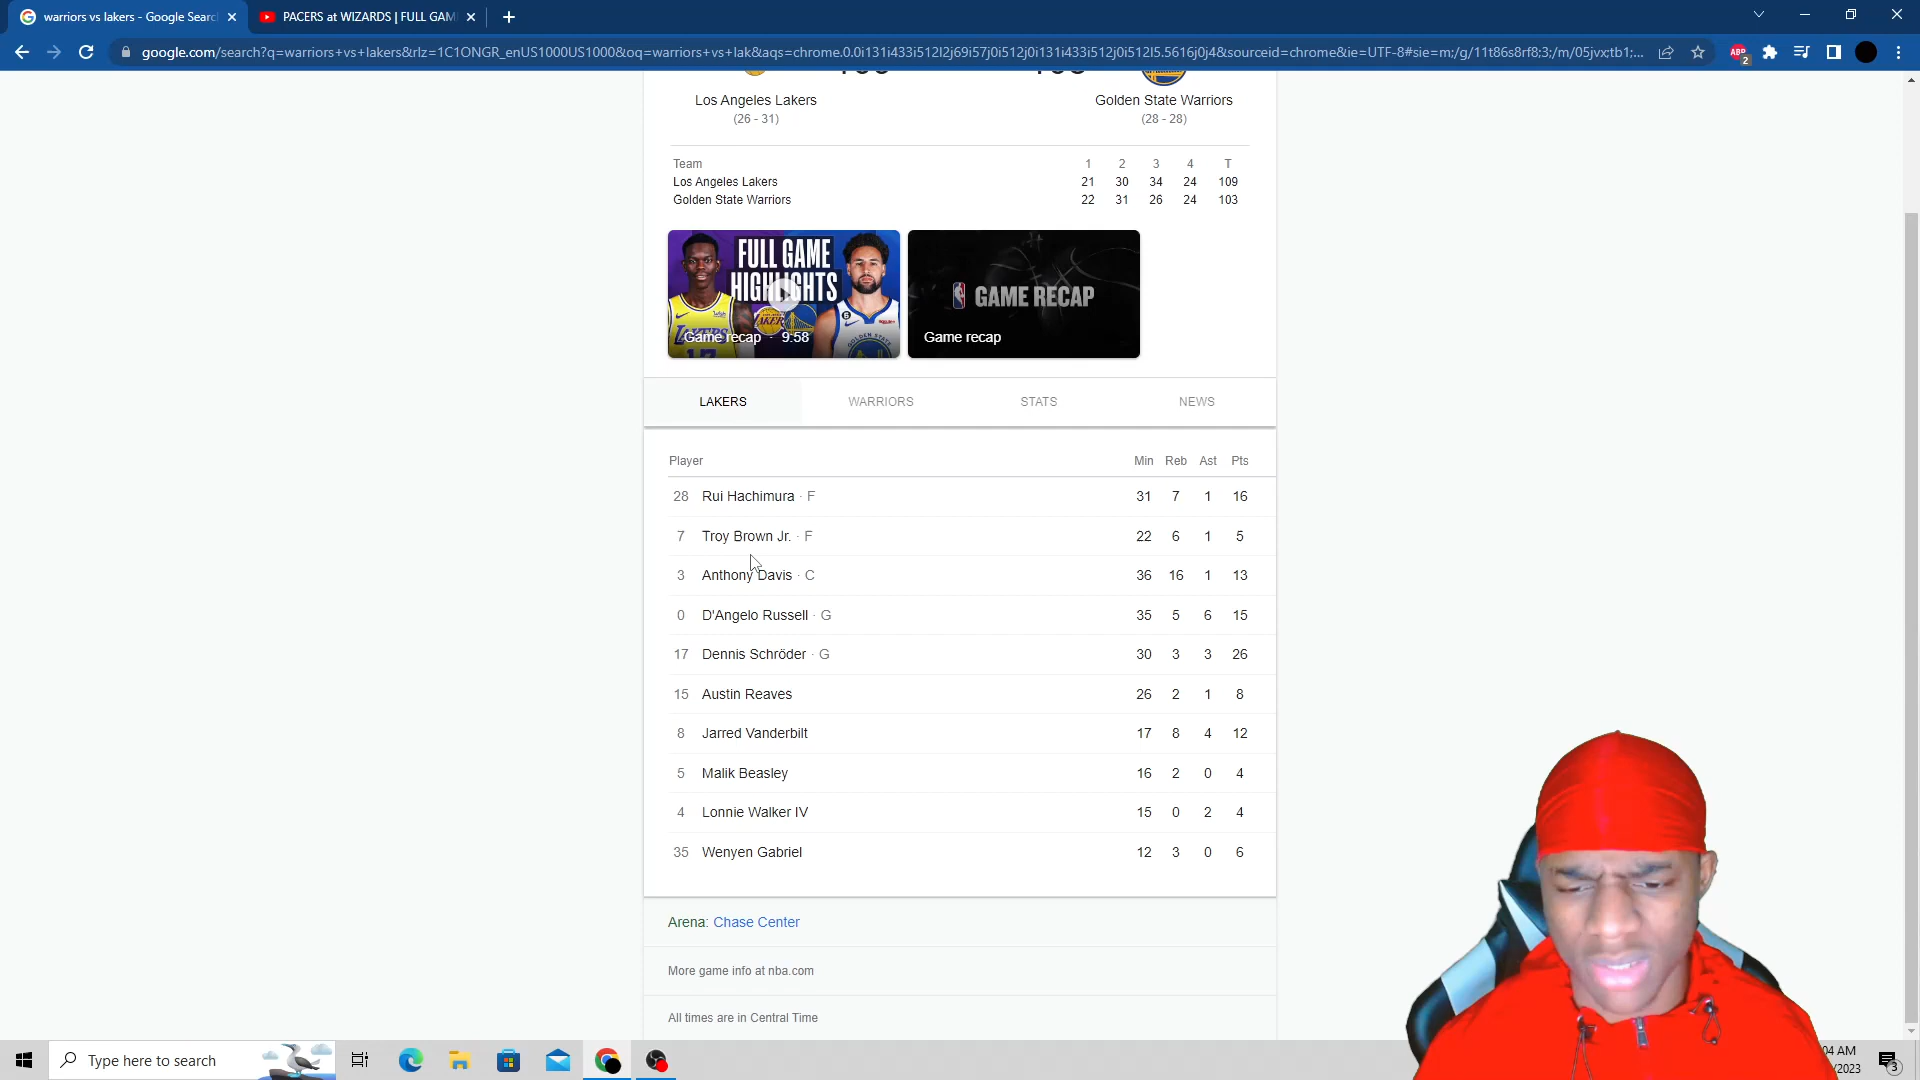 warriors vs lakers - Google Searc
PACERS at WIZARDS | FULL GAM
google.com/search?q=warriors+vs+lakers&rlz=1C1ONGR_enUS1000US1000&oq=warriors+vs+lak&aqs=chrome.0.0i131i433i512l2j69i57j0i512j0i131i433i512j0i512l5.5616j0j4&sourceid=chrome&ie=UTF-8#sie=m;/g/11t86s8rf8;3;/m/05jvx;tb1;...
ABP
2
Los Angeles Lakers
(26 - 31)
Golden State Warriors
(28 - 28)
Team 1 2 3 4 T
Los Angeles Lakers 21 30 34 24 109
Golden State Warriors 22 31 26 24 103
FULL GAME
HIGHLIGHTS
Game recap · 9:58
GAME RECAP
Game recap
LAKERS WARRIORS STATS NEWS
Player Min Reb Ast Pts
28 Rui Hachimura · F 31 7 1 16
7 Troy Brown Jr. · F 22 6 1 5
3 Anthony Davis · C 36 16 1 13
0 D'Angelo Russell · G 35 5 6 15
17 Dennis Schröder · G 30 3 3 26
15 Austin Reaves 26 2 1 8
8 Jarred Vanderbilt 17 8 4 12
5 Malik Beasley 16 2 0 4
4 Lonnie Walker IV 15 0 2 4
35 Wenyen Gabriel 12 3 0 6
Arena: Chase Center
More game info at nba.com
All times are in Central Time
Type here to search
04 AM
/2023
3